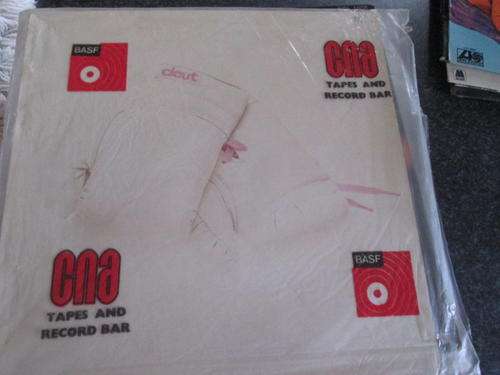 BASF
clout
cna
TAPES AND
RECORD BAR
cna
TAPES AND
RECORD BAR
BASF